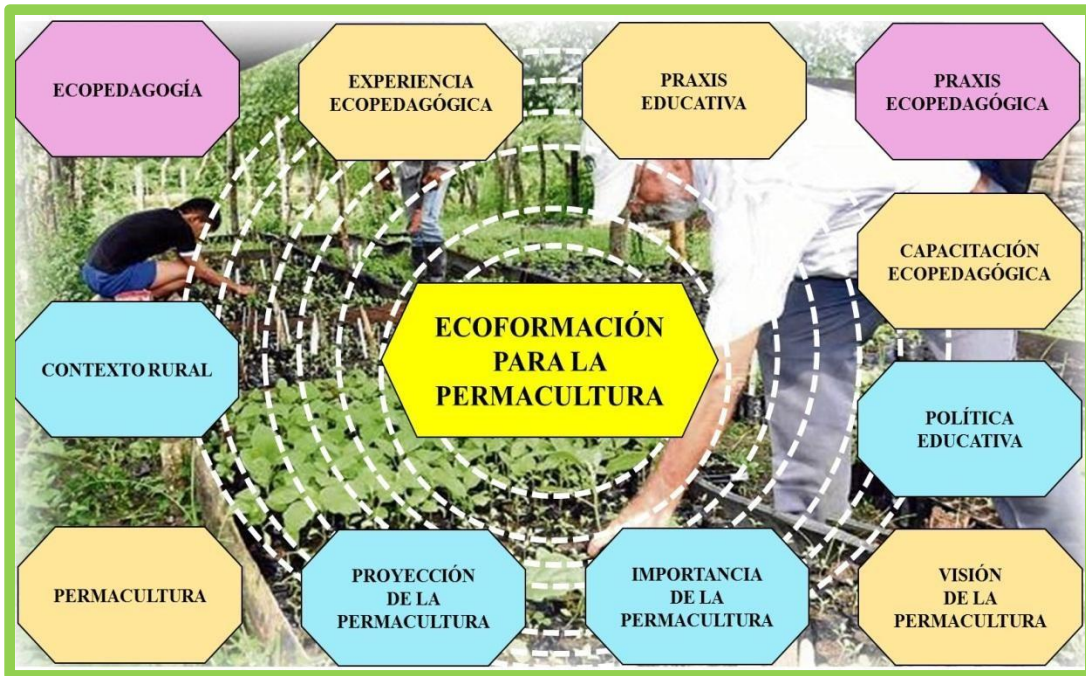 ECOPEDAGOGÍA
EXPERIENCIA
ECOPEDAGÓGICA
PRAXIS
EDUCATIVA
PRAXIS
ECOPEDAGÓGICA
CAPACITACIÓN
ECOPEDAGÓGICA
ECOFORMACIÓN
PARA LA
PERMACULTURA
CONTEXTO RURAL
POLÍTICA
EDUCATIVA
PERMACULTURA
PROYECCIÓN
DE LA
PERMACULTURA
IMPORTANCIA
DE LA
PERMACULTURA
VISIÓN
DE LA
PERMACULTURA